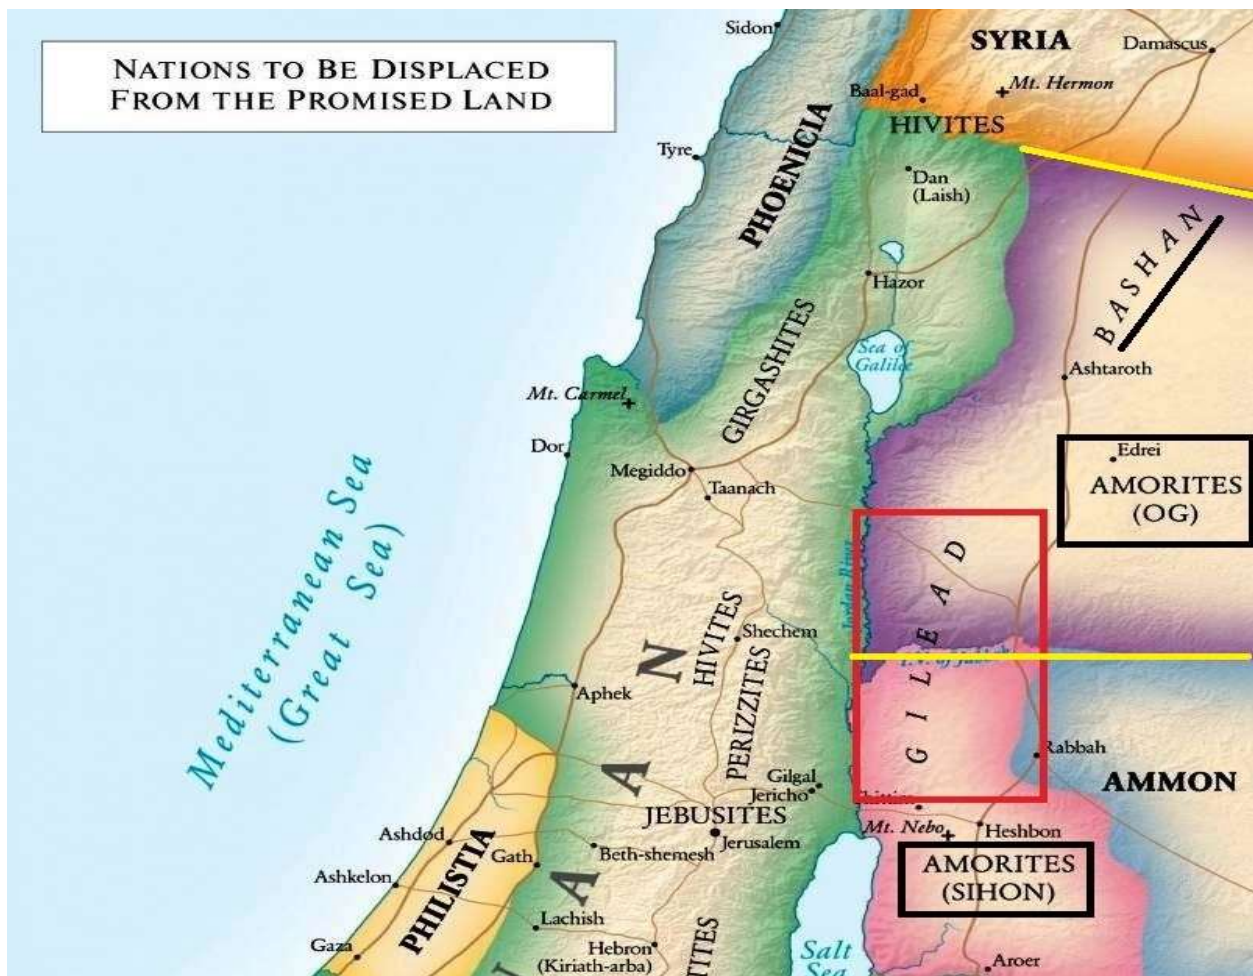 NATIONS TO BE DISPLACED
FROM THE PROMISED LAND
Sidon
SYRIA
Damascus
Mt. Hermon
Baal-gad
HIVITES
Tyre
PHOENICIA
Dan
(Laish)
BASHAN
Hazor
Sea of
Galilee
GIRGASHITES
Ashtaroth
Mt. Carmel
Dor
Edrei
Megiddo
AMORITES
(OG)
Taanach
Mediterranean Sea
(Great Sea)
Jordan River
GILEAD
HIVITES
Shechem
PERIZZITES
Aphek
N
A
A
Rabbah
AMMON
Gilgal
Jericho
JEBUSITES
Jerusalem
Mt. Nebo
Heshbon
Ashdod
Beth-shemesh
Gath
AMORITES
(SIHON)
Ashkelon
PHILISTIA
Lachish
Gaza
Hebron
(Kiriath-arba)
TITES
Salt
Sea
Aroer